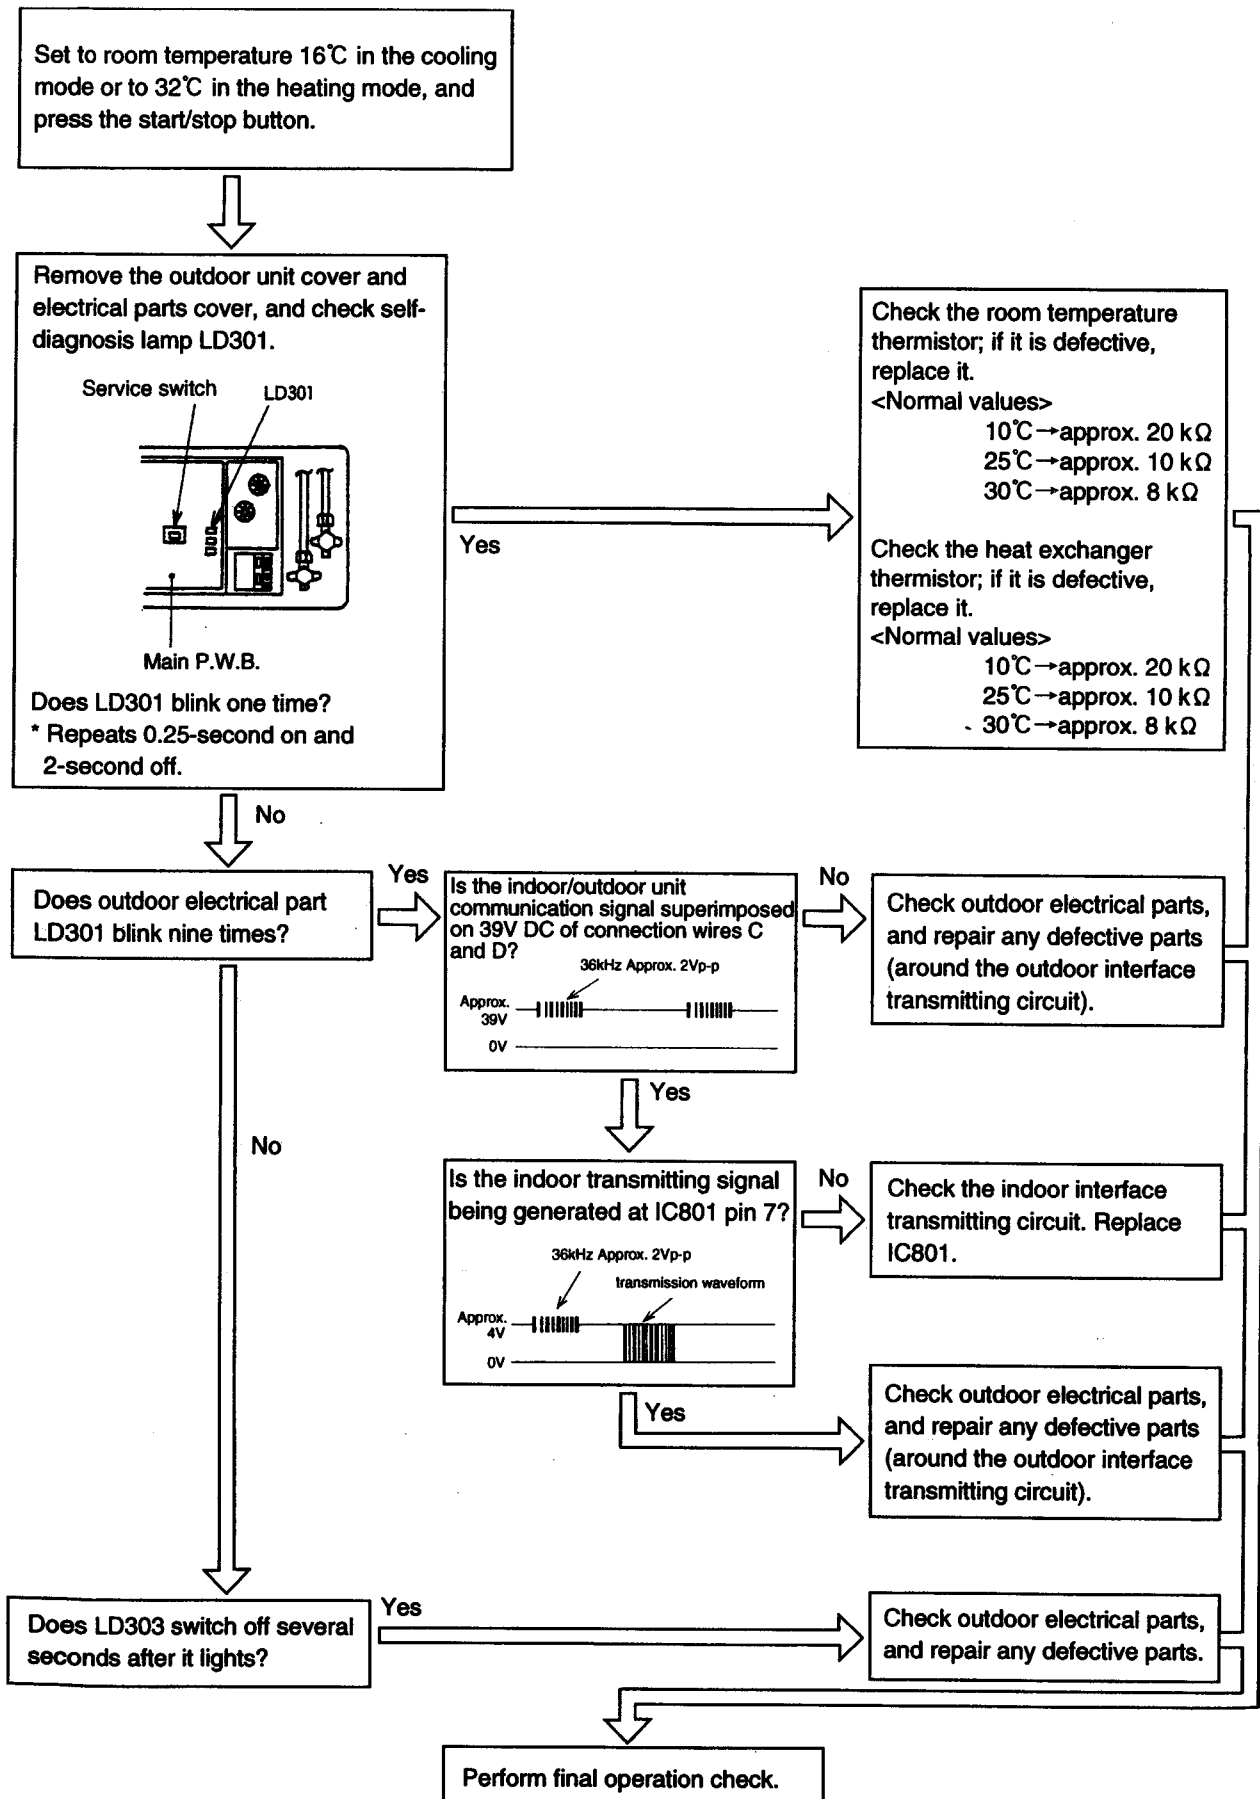 Set to room temperature 16℃ in the cooling
mode or to 32℃ in the heating mode, and
press the start/stop button.
Remove the outdoor unit cover and
electrical parts cover, and check self-
diagnosis lamp LD301.
Service switch
LD301
Main P.W.B.
Does LD301 blink one time?
* Repeats 0.25-second on and
2-second off.
Yes
Check the room temperature
thermistor; if it is defective,
replace it.
<Normal values>
10℃→approx. 20 kΩ
25℃→approx. 10 kΩ
30℃→approx. 8 kΩ
Check the heat exchanger
thermistor; if it is defective,
replace it.
<Normal values>
10℃→approx. 20 kΩ
25℃→approx. 10 kΩ
30℃→approx. 8 kΩ
No
Does outdoor electrical part
LD301 blink nine times?
Yes
Is the indoor/outdoor unit
communication signal superimposed
on 39V DC of connection wires C
and D?
36kHz Approx. 2Vp-p
Approx.
39V
0V
No
Check outdoor electrical parts,
and repair any defective parts
(around the outdoor interface
transmitting circuit).
Yes
No
Is the indoor transmitting signal
being generated at IC801 pin 7?
36kHz Approx. 2Vp-p
transmission waveform
Approx.
4V
0V
No
Check the indoor interface
transmitting circuit. Replace
IC801.
Yes
Check outdoor electrical parts,
and repair any defective parts
(around the outdoor interface
transmitting circuit).
Does LD303 switch off several
seconds after it lights?
Yes
Check outdoor electrical parts,
and repair any defective parts.
Perform final operation check.